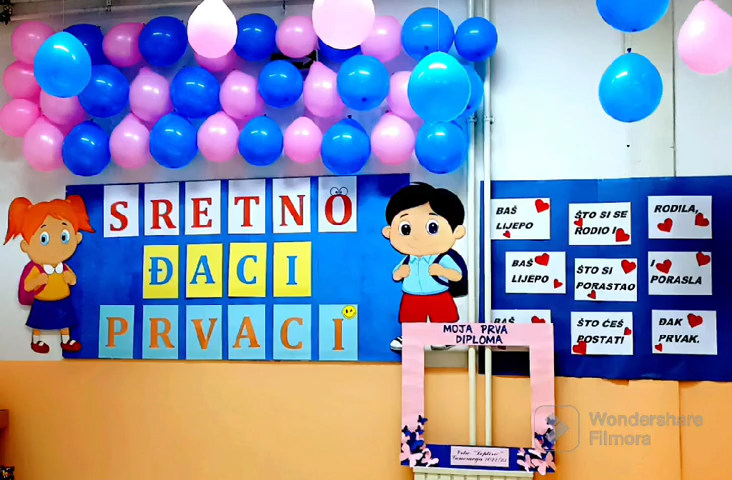 SRETNO
ĐACI
PRVACI
BAŠ LIJEPO
ŠTO SI SE RODIO I
RODILA,
BAŠ LIJEPO
ŠTO SI PORASTAO
I PORASLA
BAŠ
ŠTO ĆEŠ POSTATI
ĐAK PRVAK.
MOJA PRVA
DIPLOMA
Wondershare
Filmora